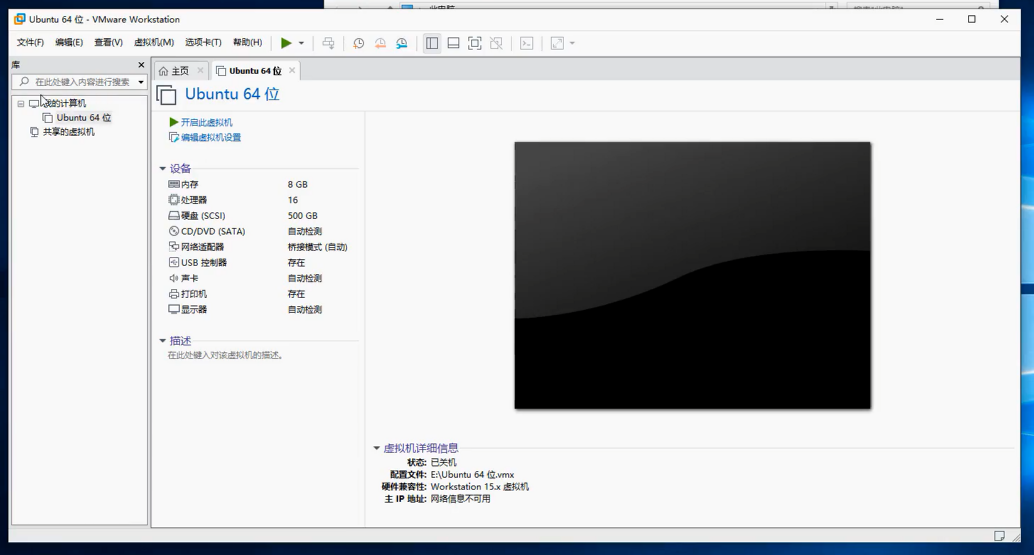 Ubuntu 64 位 - VMware Workstation
文件(F) 编辑(E) 查看(V) 虚拟机(M) 选项卡(T) 帮助(H)
库
在此处键入内容进行搜索
我的计算机
Ubuntu 64 位
共享的虚拟机
主页
Ubuntu 64 位
Ubuntu 64 位
开启此虚拟机
编辑虚拟机设置
设备
内存 8 GB
处理器 16
硬盘 (SCSI) 500 GB
CD/DVD (SATA) 自动检测
网络适配器 桥接模式 (自动)
USB 控制器 存在
声卡 自动检测
打印机 存在
显示器 自动检测
描述
在此处键入对该虚拟机的描述。
虚拟机详细信息
状态: 已关机
配置文件: E:\Ubuntu 64 位.vmx
硬件兼容性: Workstation 15.x 虚拟机
主 IP 地址: 网络信息不可用